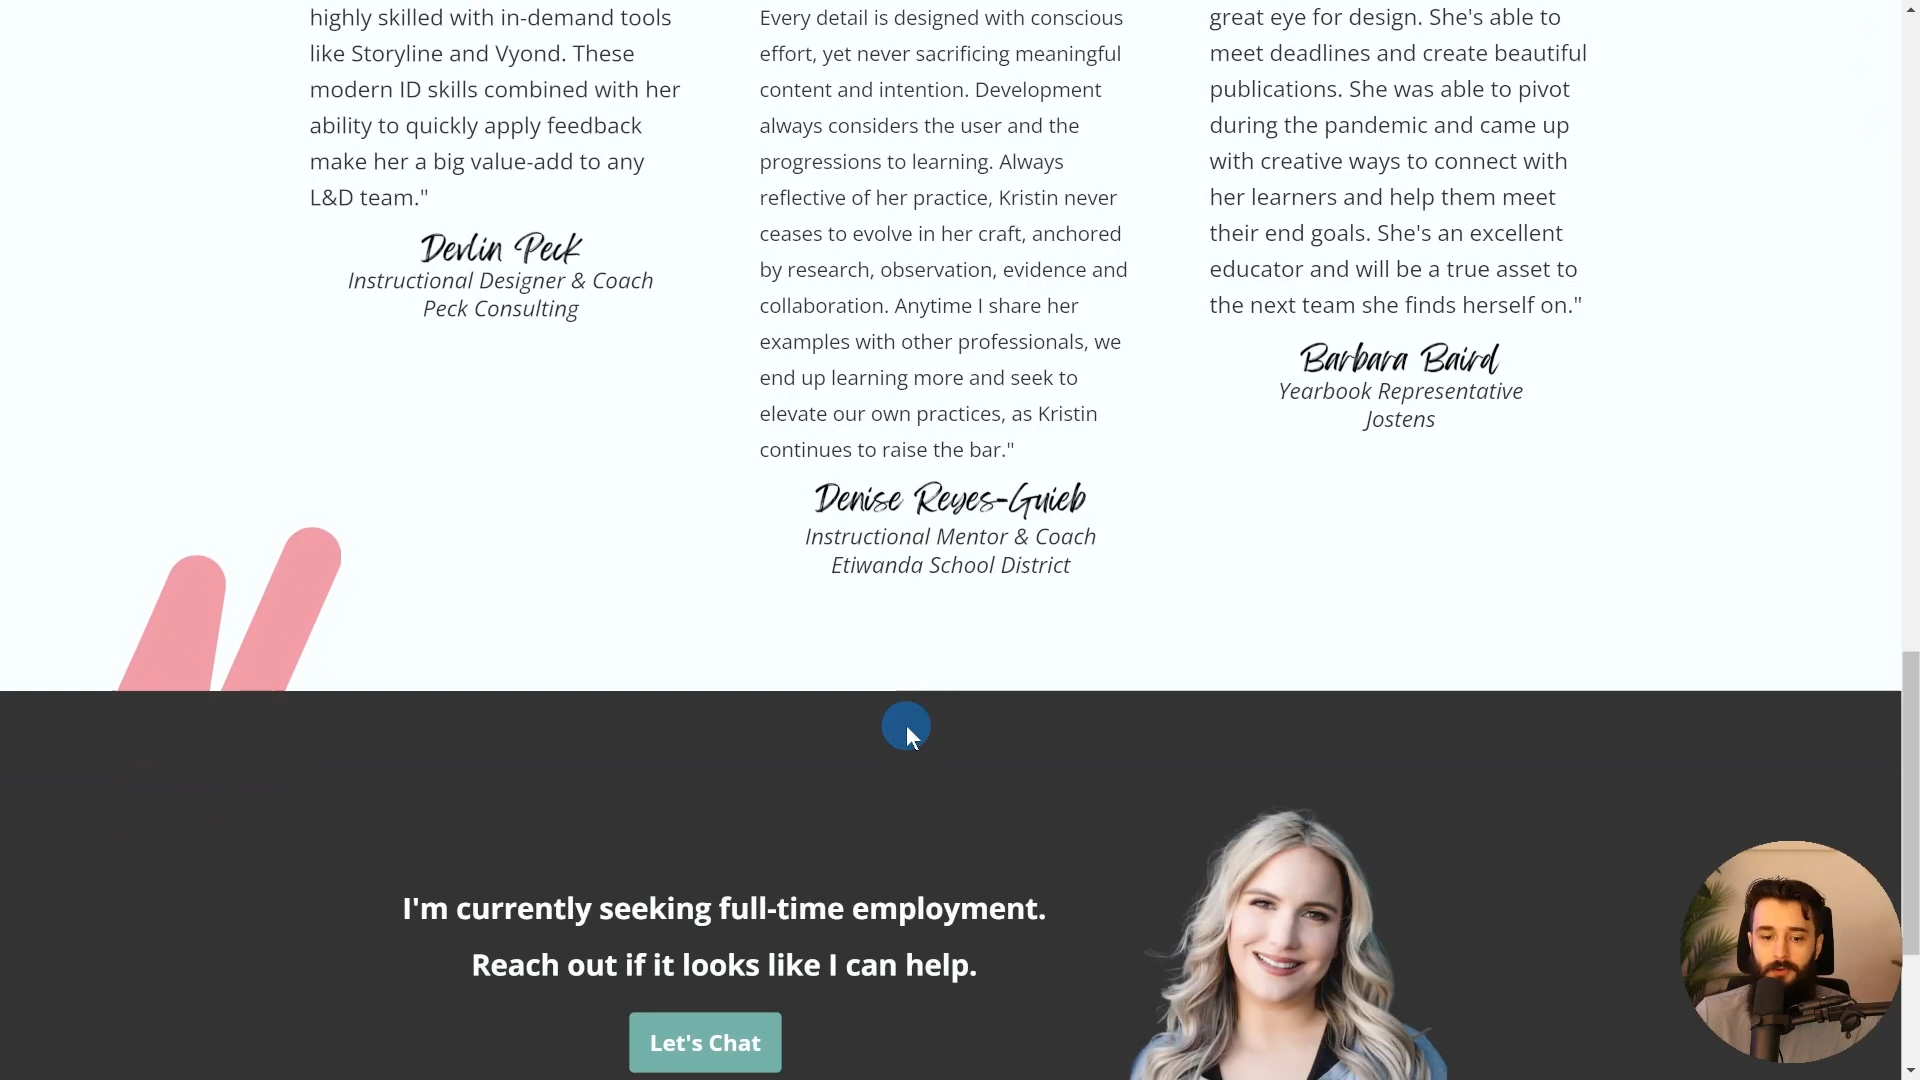 highly skilled with in-demand tools
like Storyline and Vyond. These
modern ID skills combined with her
ability to quickly apply feedback
make her a big value-add to any
L&D team."
Devlin Peck
Instructional Designer & Coach
Peck Consulting
Every detail is designed with conscious
effort, yet never sacrificing meaningful
content and intention. Development
always considers the user and the
progressions to learning. Always
reflective of her practice, Kristin never
ceases to evolve in her craft, anchored
by research, observation, evidence and
collaboration. Anytime I share her
examples with other professionals, we
end up learning more and seek to
elevate our own practices, as Kristin
continues to raise the bar."
Denise Reyes-Guieb
Instructional Mentor & Coach
Etiwanda School District
great eye for design. She's able to
meet deadlines and create beautiful
publications. She was able to pivot
during the pandemic and came up
with creative ways to connect with
her learners and help them meet
their end goals. She's an excellent
educator and will be a true asset to
the next team she finds herself on."
Barbara Baird
Yearbook Representative
Jostens
I'm currently seeking full-time employment.
Reach out if it looks like I can help.
Let's Chat